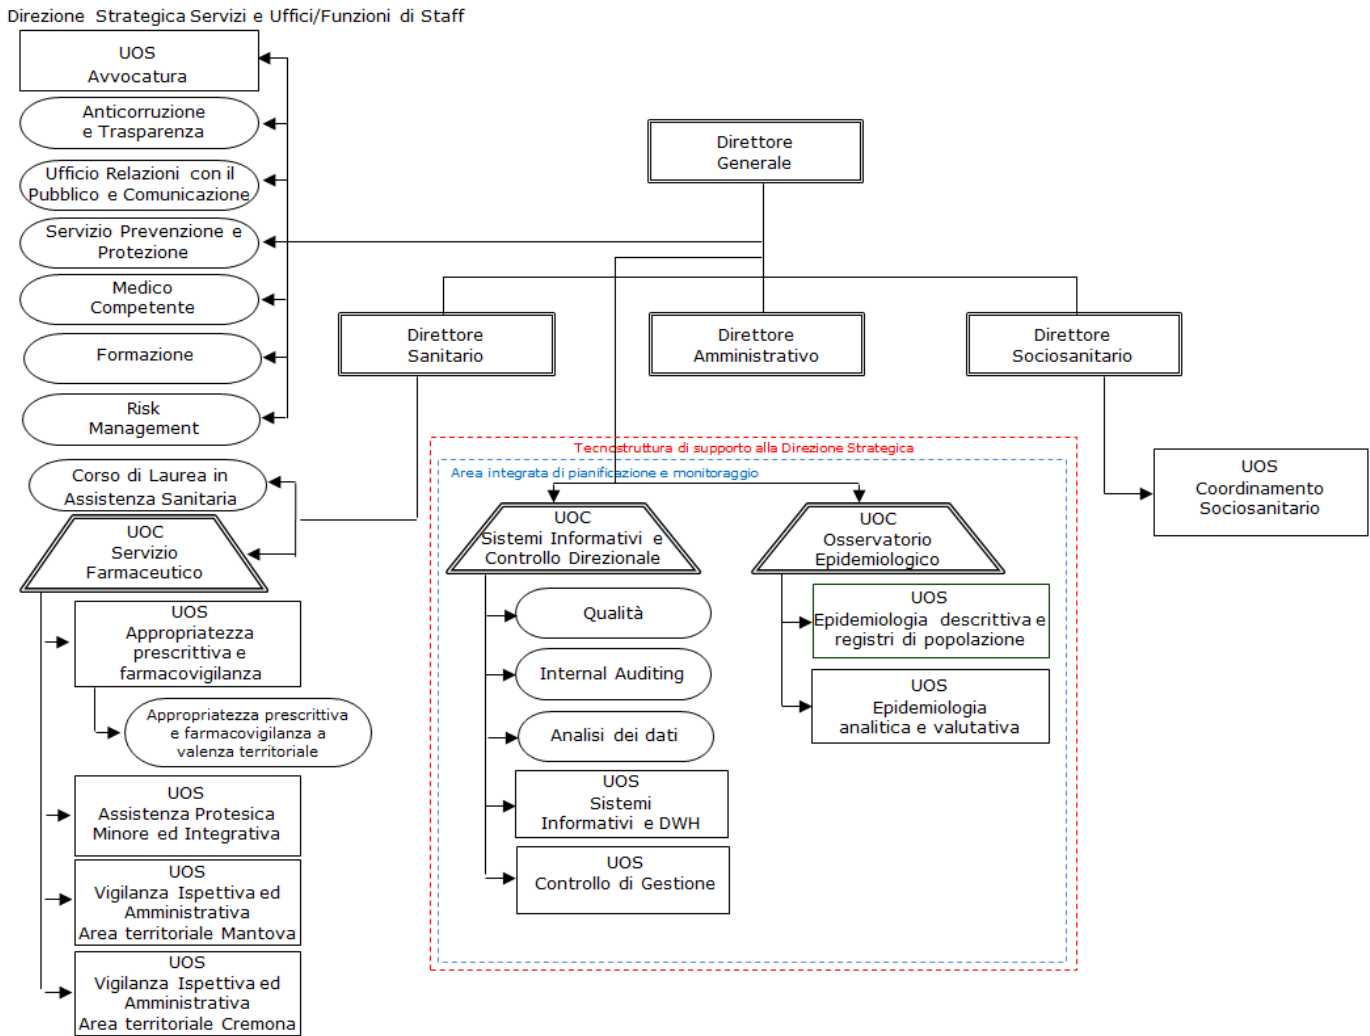 Direzione Strategica Servizi e Uffici/Funzioni di Staff
UOS
Avvocatura
Anticorruzione
e Trasparenza
Ufficio Relazioni con il
Pubblico e Comunicazione
Servizio Prevenzione e
Protezione
Medico
Competente
Formazione
Risk
Management
Direttore
Generale
Direttore
Sanitario
Direttore
Amministrativo
Direttore
Sociosanitario
Corso di Laurea in
Assistenza Sanitaria
UOC
Servizio
Farmaceutico
UOS
Appropriatezza
prescrittiva e
farmacovigilanza
Appropriatezza prescrittiva
e farmacovigilanza a
valenza territoriale
UOS
Assistenza Protesica
Minore ed Integrativa
UOS
Vigilanza Ispettiva ed
Amministrativa
Area territoriale Mantova
UOS
Vigilanza Ispettiva ed
Amministrativa
Area territoriale Cremona
Tecnostruttura di supporto alla Direzione Strategica
Area integrata di pianificazione e monitoraggio
UOC
Sistemi Informativi e
Controllo Direzionale
Qualità
Internal Auditing
Analisi dei dati
UOS
Sistemi
Informativi e DWH
UOS
Controllo di Gestione
UOC
Osservatorio
Epidemiologico
UOS
Epidemiologia descrittiva e
registri di popolazione
UOS
Epidemiologia
analitica e valutativa
UOS
Coordinamento
Sociosanitario